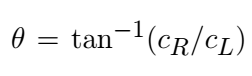 θ = tan⁻¹(c_R/c_L)